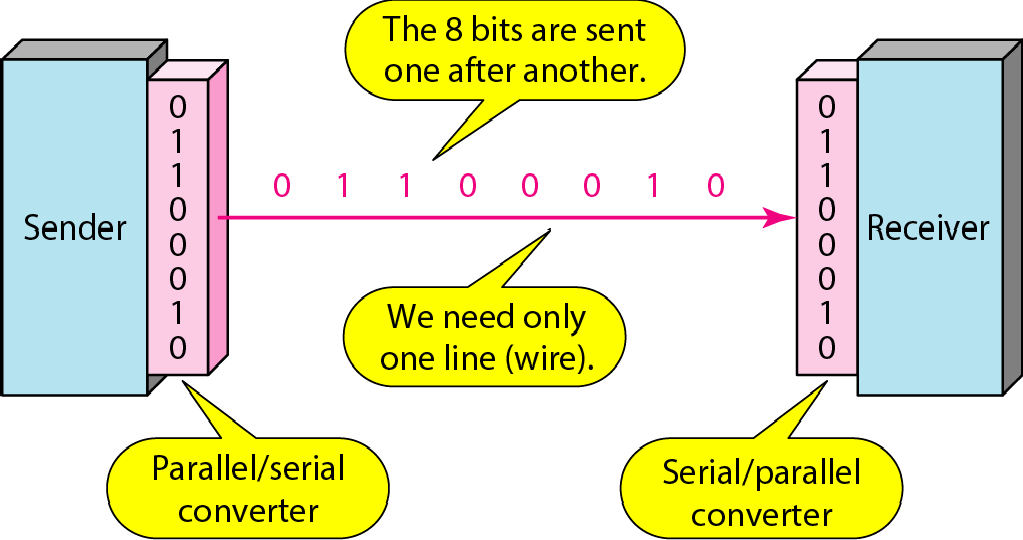 The 8 bits are sent
one after another.
0
1
1
0
0
0
1
0
0 1 1 0 0 0 1 0
0
1
1
0
0
0
1
0
Sender
Receiver
We need only
one line (wire).
Parallel/serial
converter
Serial/parallel
converter